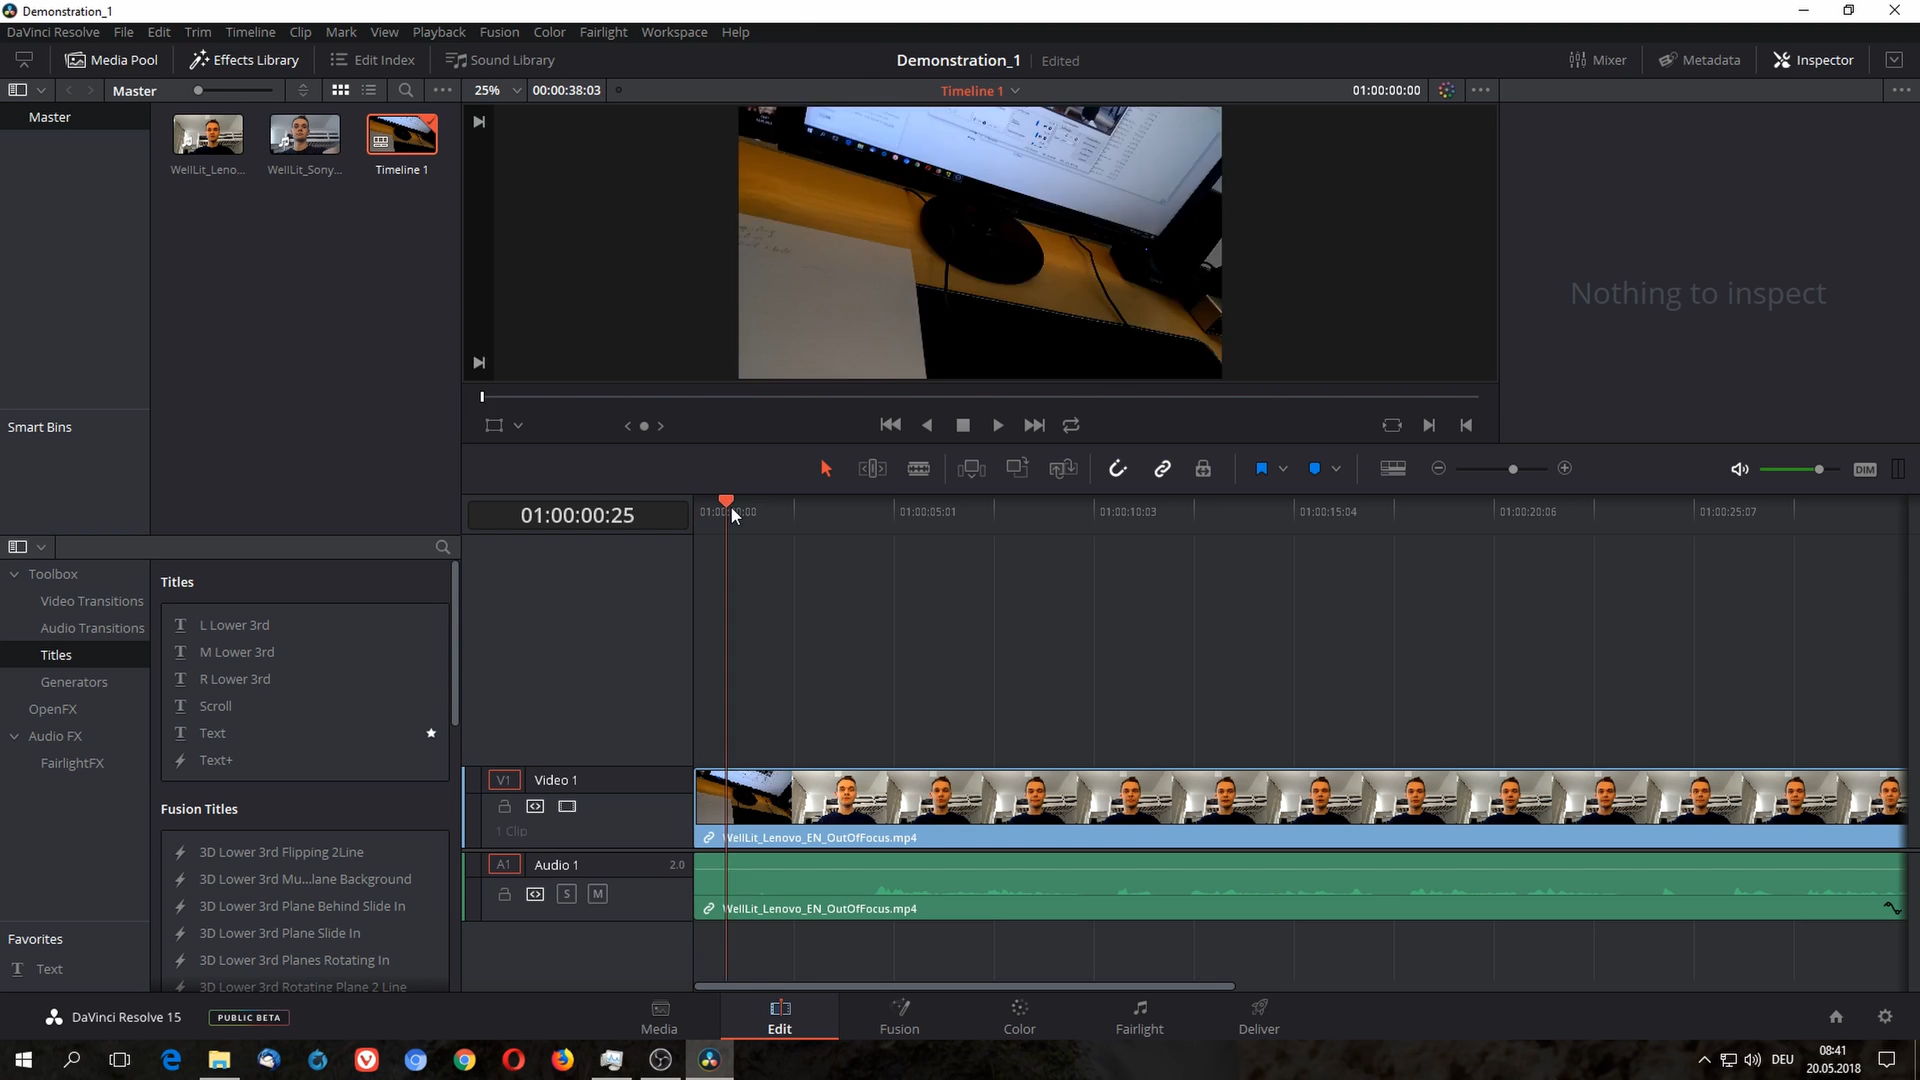 Demonstration_1
DaVinci Resolve File Edit Trim Timeline Clip Mark View Playback Fusion Color Fairlight Workspace Help
Media Pool Effects Library Edit Index Sound Library Demonstration_1 Edited Mixer Metadata Inspector
Master 25% 00:00:38:03 Timeline 1 01:00:00:00
Master
WellLit_Leno... WellLit_Sony... Timeline 1
Nothing to inspect
Smart Bins
DIM
01:00:00:25 01:00:05:01 01:00:10:03 01:00:15:04 01:00:20:06 01:00:25:07
Toolbox
Video Transitions
Audio Transitions
Titles
Generators
OpenFX
Audio FX
FairlightFX
Favorites
Text
Titles
L Lower 3rd
M Lower 3rd
R Lower 3rd
Scroll
Text
Text+
Fusion Titles
3D Lower 3rd Flipping 2Line
3D Lower 3rd Mu...lane Background
3D Lower 3rd Plane Behind Slide In
3D Lower 3rd Plane Slide In
3D Lower 3rd Planes Rotating In
3D Lower 3rd Rotating Plane 2 Line
V1 Video 1
1 Clip
WellLit_Lenovo_EN_OutOfFocus.mp4
A1 Audio 1 2.0
S M
WellLit_Lenovo_EN_OutOfFocus.mp4
DaVinci Resolve 15 PUBLIC BETA
Media Edit Fusion Color Fairlight Deliver
DEU 08:41
20.05.2018